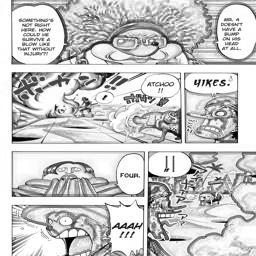 SOMETHING'S
NOT RIGHT
HERE. HOW
COULD HE
SURVIVE A
BLOW LIKE
THAT WITHOUT
INJURY?!
MR. 4
DOESN'T
HAVE A
BUMP
ON HIS
HEAD AT
ALL.
ATCHOO
!!
YIKES!
FOUR.
!!
AAAH
!!!